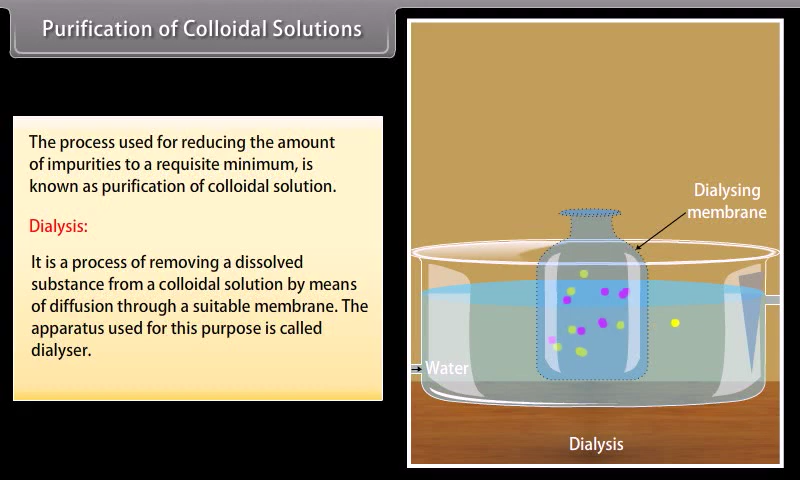 Purification of Colloidal Solutions
The process used for reducing the amount
of impurities to a requisite minimum, is
known as purification of colloidal solution.
Dialysis:
It is a process of removing a dissolved
substance from a colloidal solution by means
of diffusion through a suitable membrane. The
apparatus used for this purpose is called
dialyser.
Dialysing
membrane
Water
Dialysis